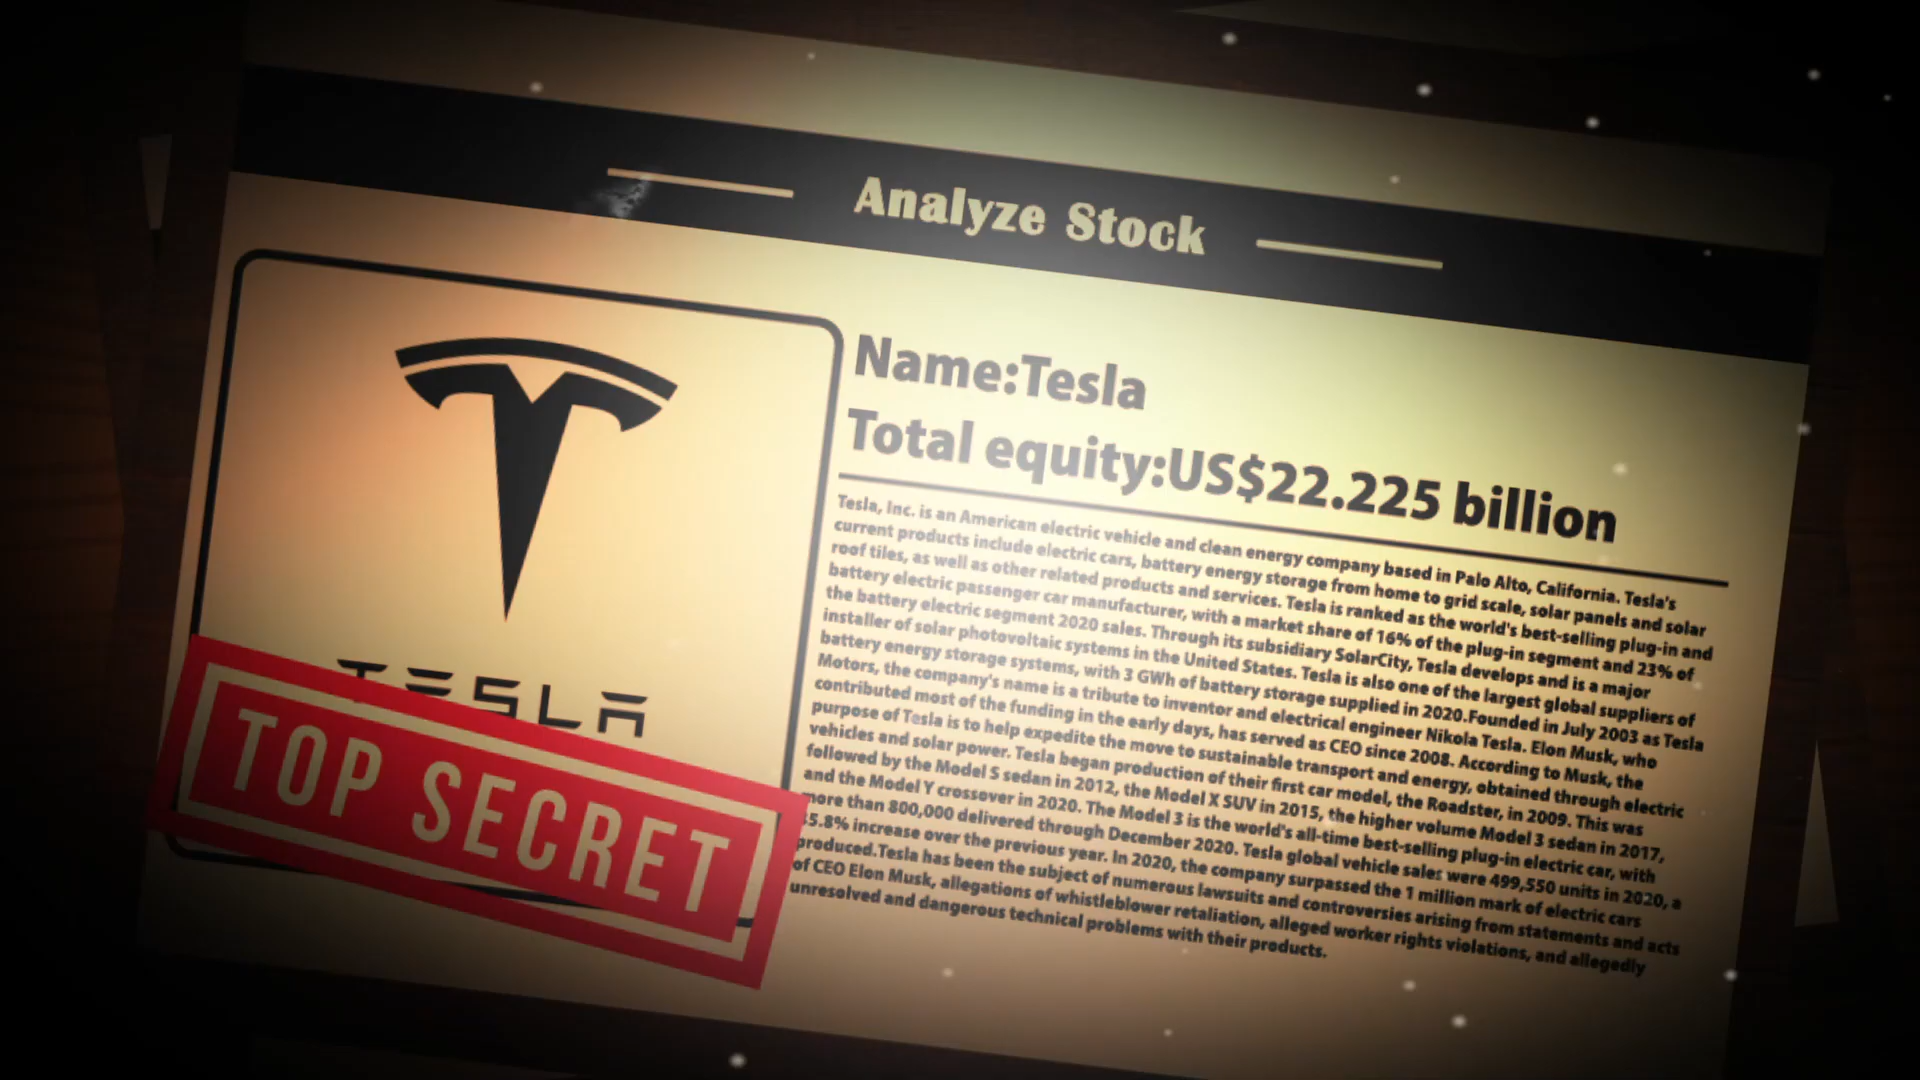 Analyze Stock
Name:Tesla
Total equity:US$22.225 billion
Tesla, Inc. is an American electric vehicle and clean energy company based in Palo Alto, California. Tesla's
current products include electric cars, battery energy storage from home to grid scale, solar panels and solar
roof tiles, as well as other related products and services. Tesla is ranked as the world's best-selling plug-in and
battery electric passenger car manufacturer, with a market share of 16% of the plug-in segment and 23% of
the battery electric segment 2020 sales. Through its subsidiary SolarCity, Tesla develops and is a major
installer of solar photovoltaic systems in the United States. Tesla is also one of the largest global suppliers of
battery energy storage systems, with 3 GWh of battery storage supplied in 2020.Founded in July 2003 as Tesla
Motors, the company's name is a tribute to inventor and electrical engineer Nikola Tesla. Elon Musk, who
contributed most of the funding in the early days, has served as CEO since 2008. According to Musk, the
purpose of Tesla is to help expedite the move to sustainable transport and energy, obtained through electric
vehicles and solar power. Tesla began production of their first car model, the Roadster, in 2009. This was
followed by the Model S sedan in 2012, the Model X SUV in 2015, the higher volume Model 3 sedan in 2017,
and the Model Y crossover in 2020. The Model 3 is the world's all-time best-selling plug-in electric car, with
more than 800,000 delivered through December 2020. Tesla global vehicle sales were 499,550 units in 2020, a
35.8% increase over the previous year. In 2020, the company surpassed the 1 million mark of electric cars
produced.Tesla has been the subject of numerous lawsuits and controversies arising from statements and acts
of CEO Elon Musk, allegations of whistleblower retaliation, alleged worker rights violations, and allegedly
unresolved and dangerous technical problems with their products.
TESLA
TOP SECRET